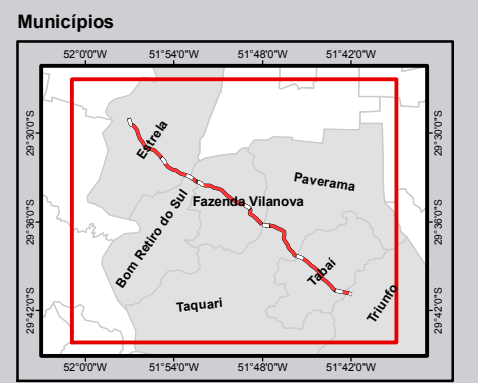 Municípios
52°0'0"W 51°54'0"W 51°48'0"W 51°42'0"W
29°30'0"S
29°30'0"S
Estrela
Paverama
Fazenda Vilanova
29°36'0"S
29°36'0"S
Bom Retiro do Sul
Tabaí
Taquari
Triunfo
29°42'0"S
29°42'0"S
52°0'0"W 51°54'0"W 51°48'0"W 51°42'0"W